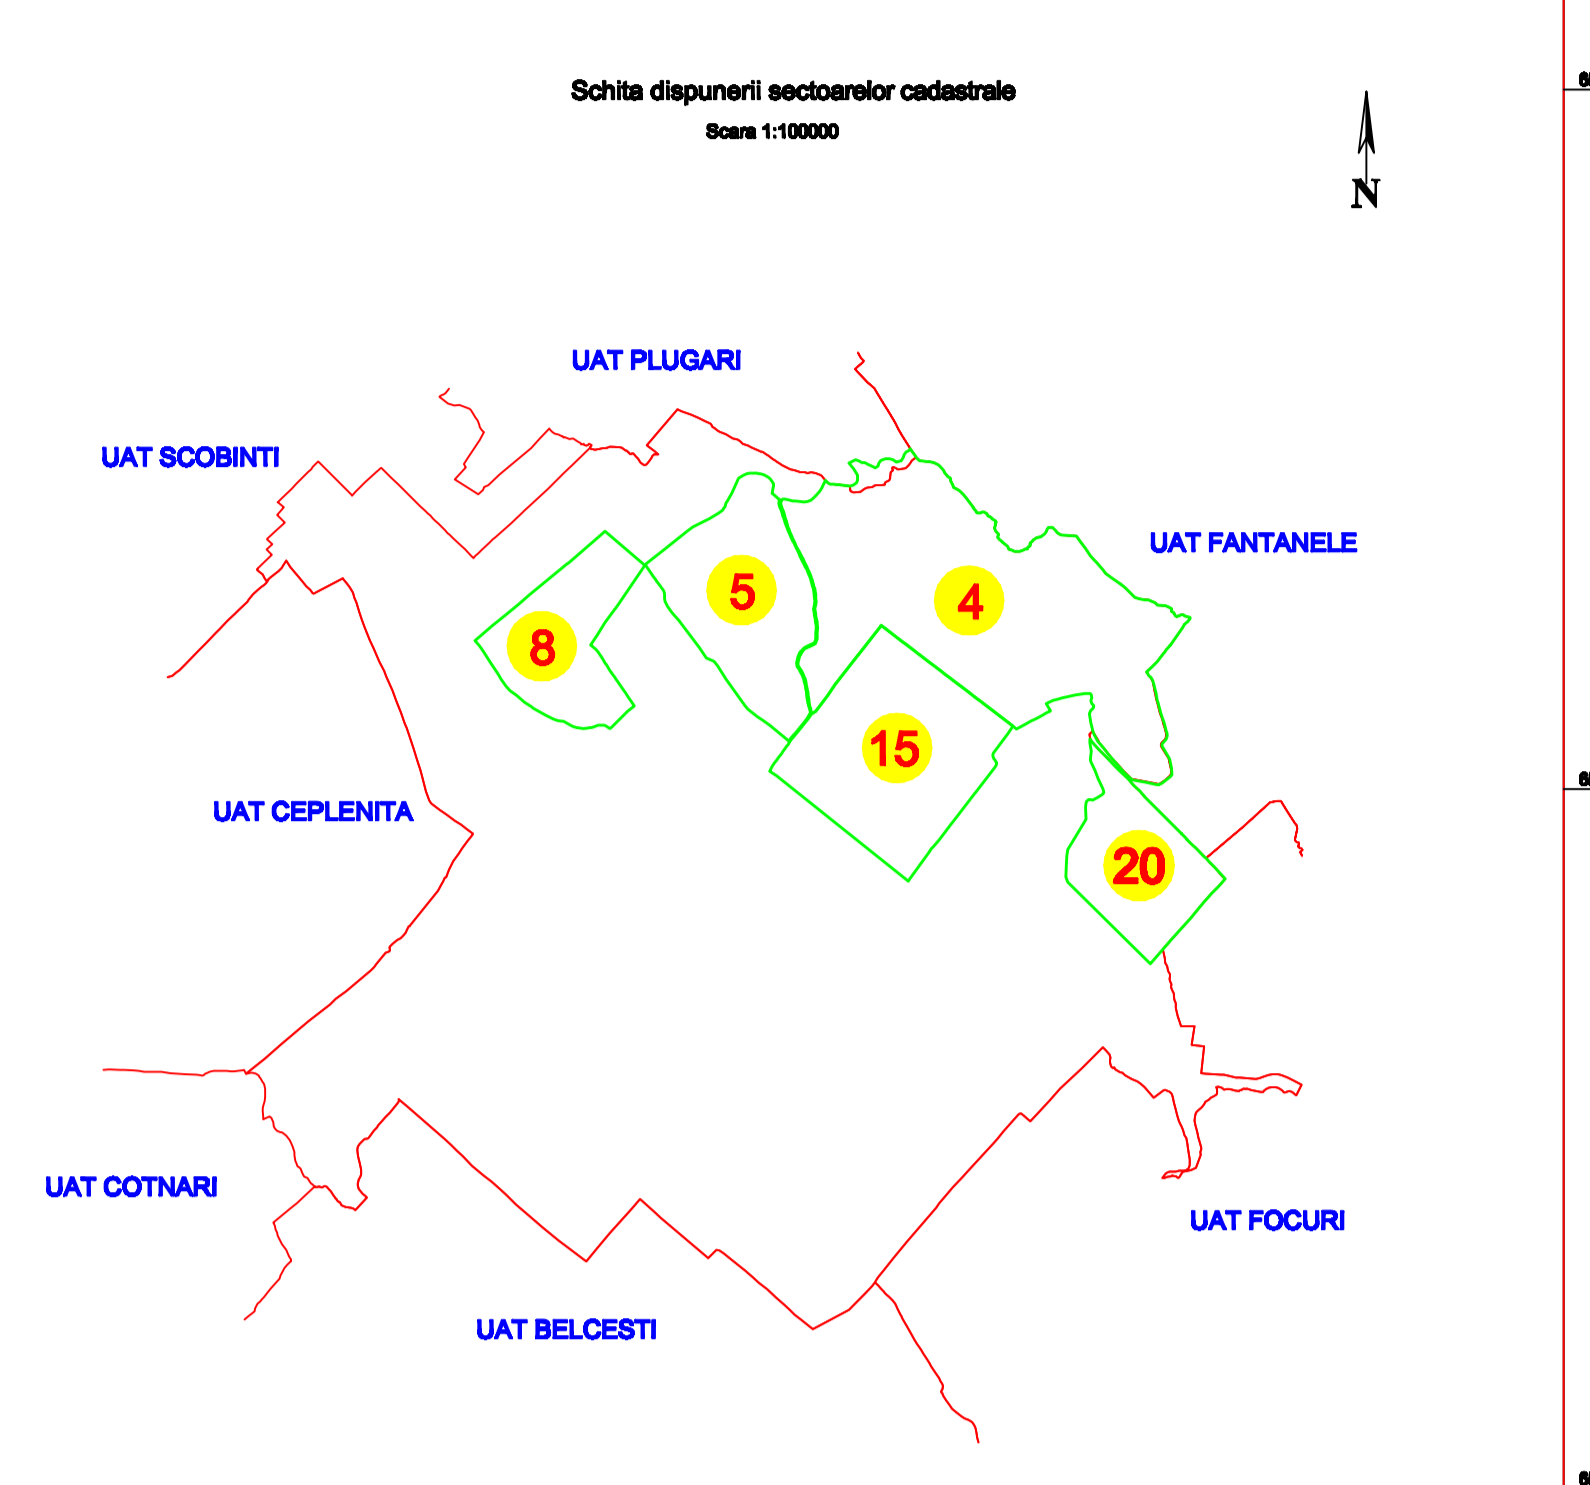 Schita dispunerii sectoarelor cadastrale
Scara 1:100000
N
UAT PLUGARI
UAT SCOBINTI
UAT FANTANELE
5
4
8
15
UAT CEPLENITA
20
UAT COTNARI
UAT FOCURI
UAT BELCESTI